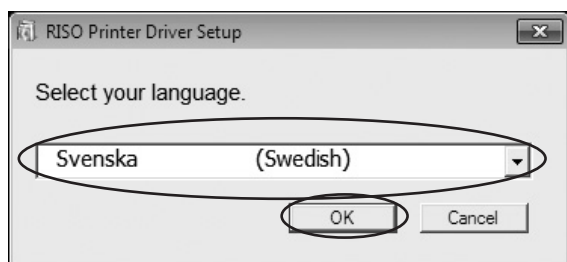 RISO Printer Driver Setup
Select your language.
Svenska (Swedish)
OK Cancel